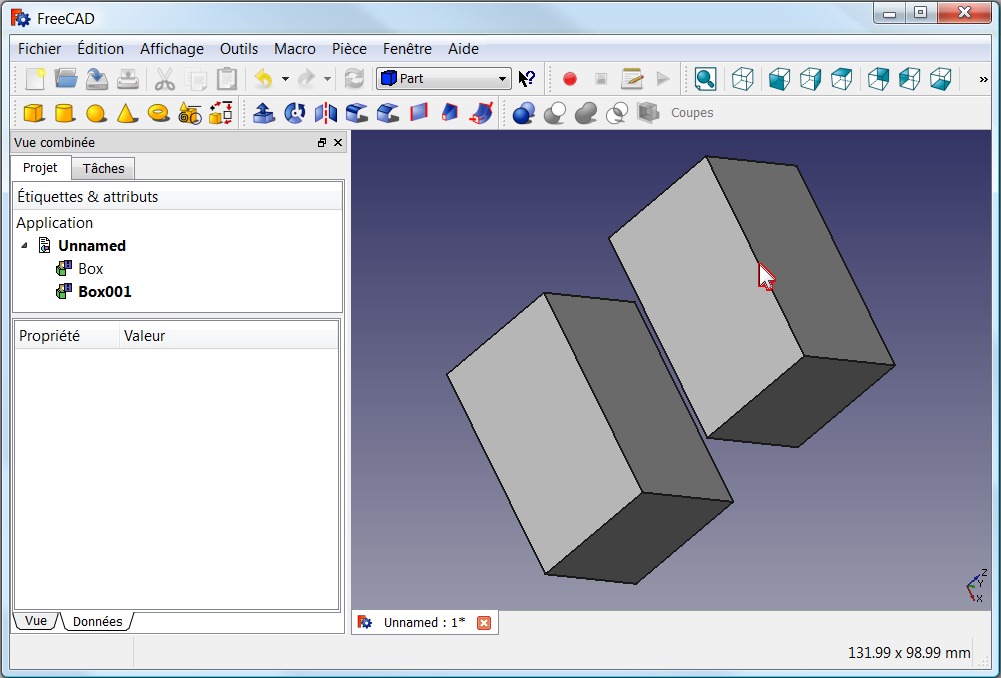 FreeCAD
Fichier Édition Affichage Outils Macro Pièce Fenêtre Aide
Part »
Coupes
Vue combinée
Projet Tâches
Étiquettes & attributs
Application
Unnamed
Box
Box001
Propriété Valeur
Z
Y
X
Vue Données
Unnamed : 1*
131.99 x 98.99 mm